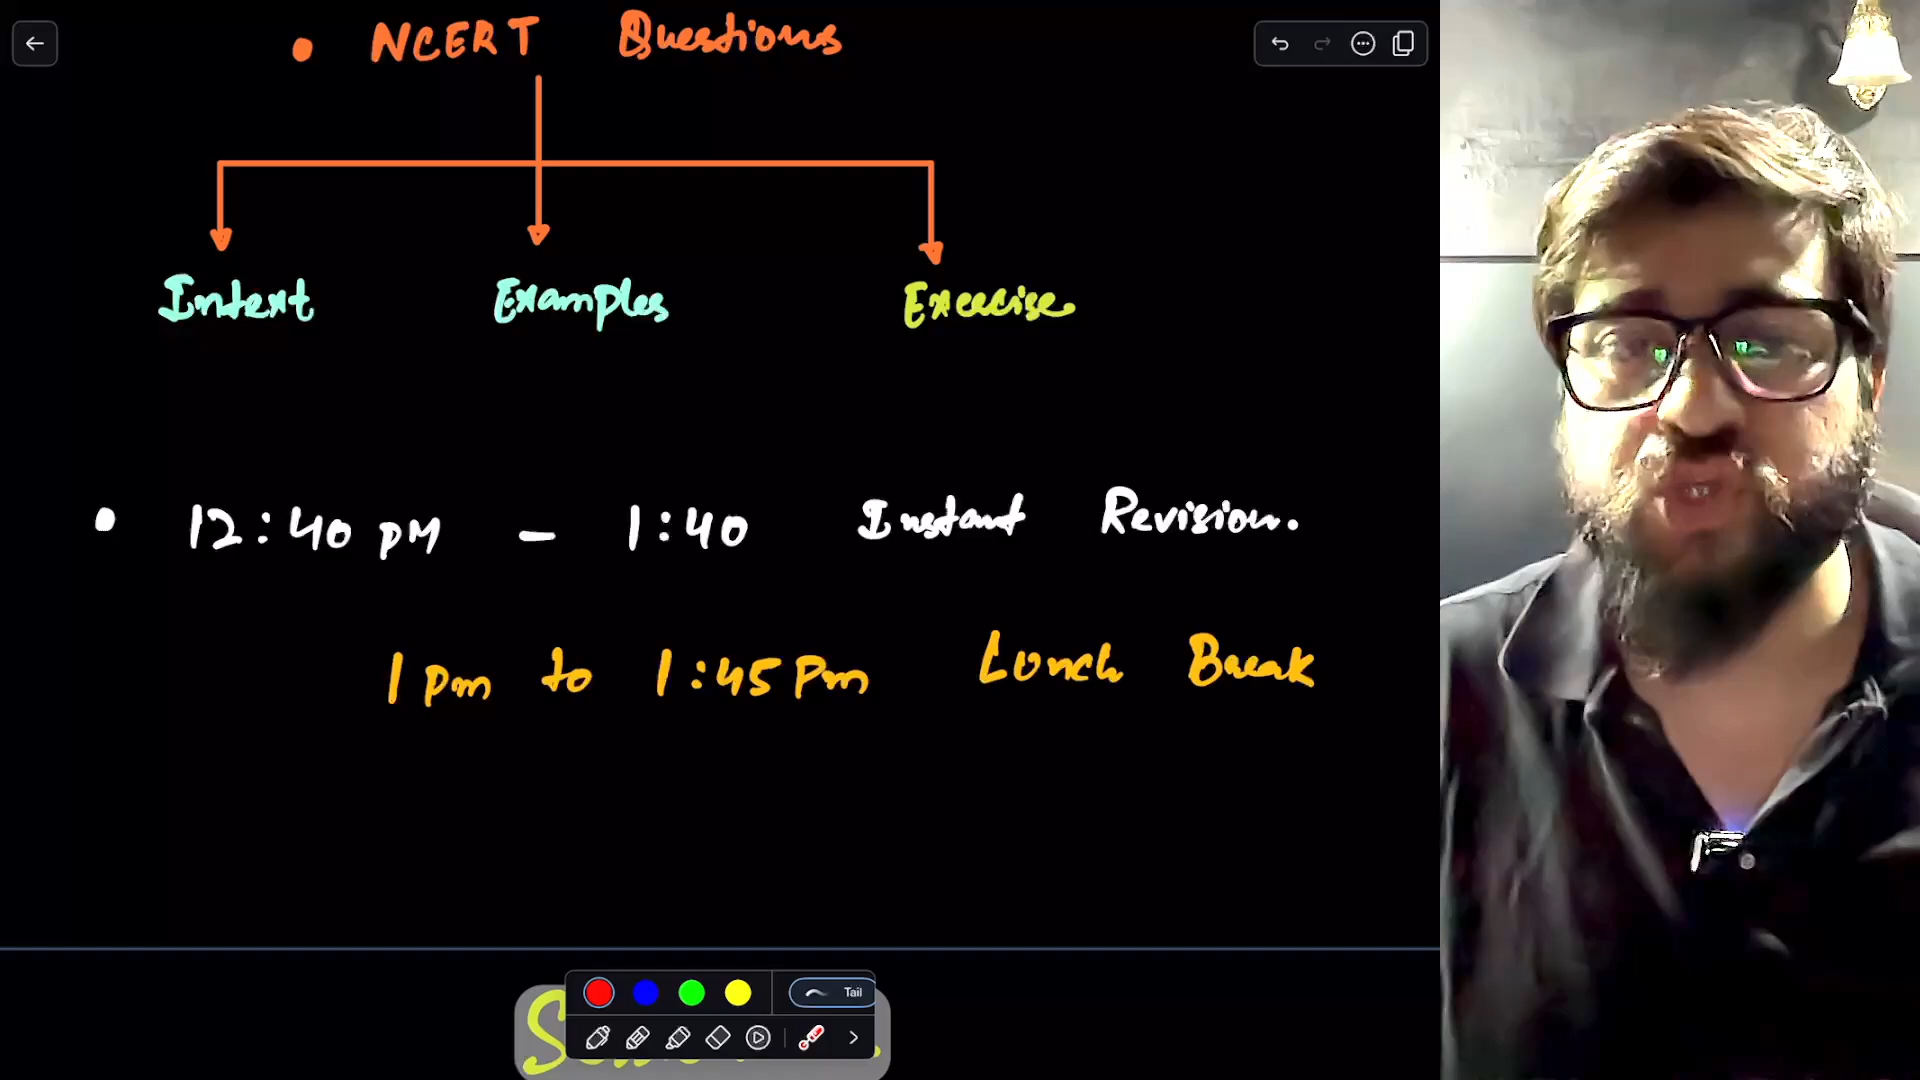 • NCERT Questions
Intext Examples Exercise
• 12:40 PM - 1:40 Instant Revision.
1 pm to 1:45 Pm Lunch Break
Tail